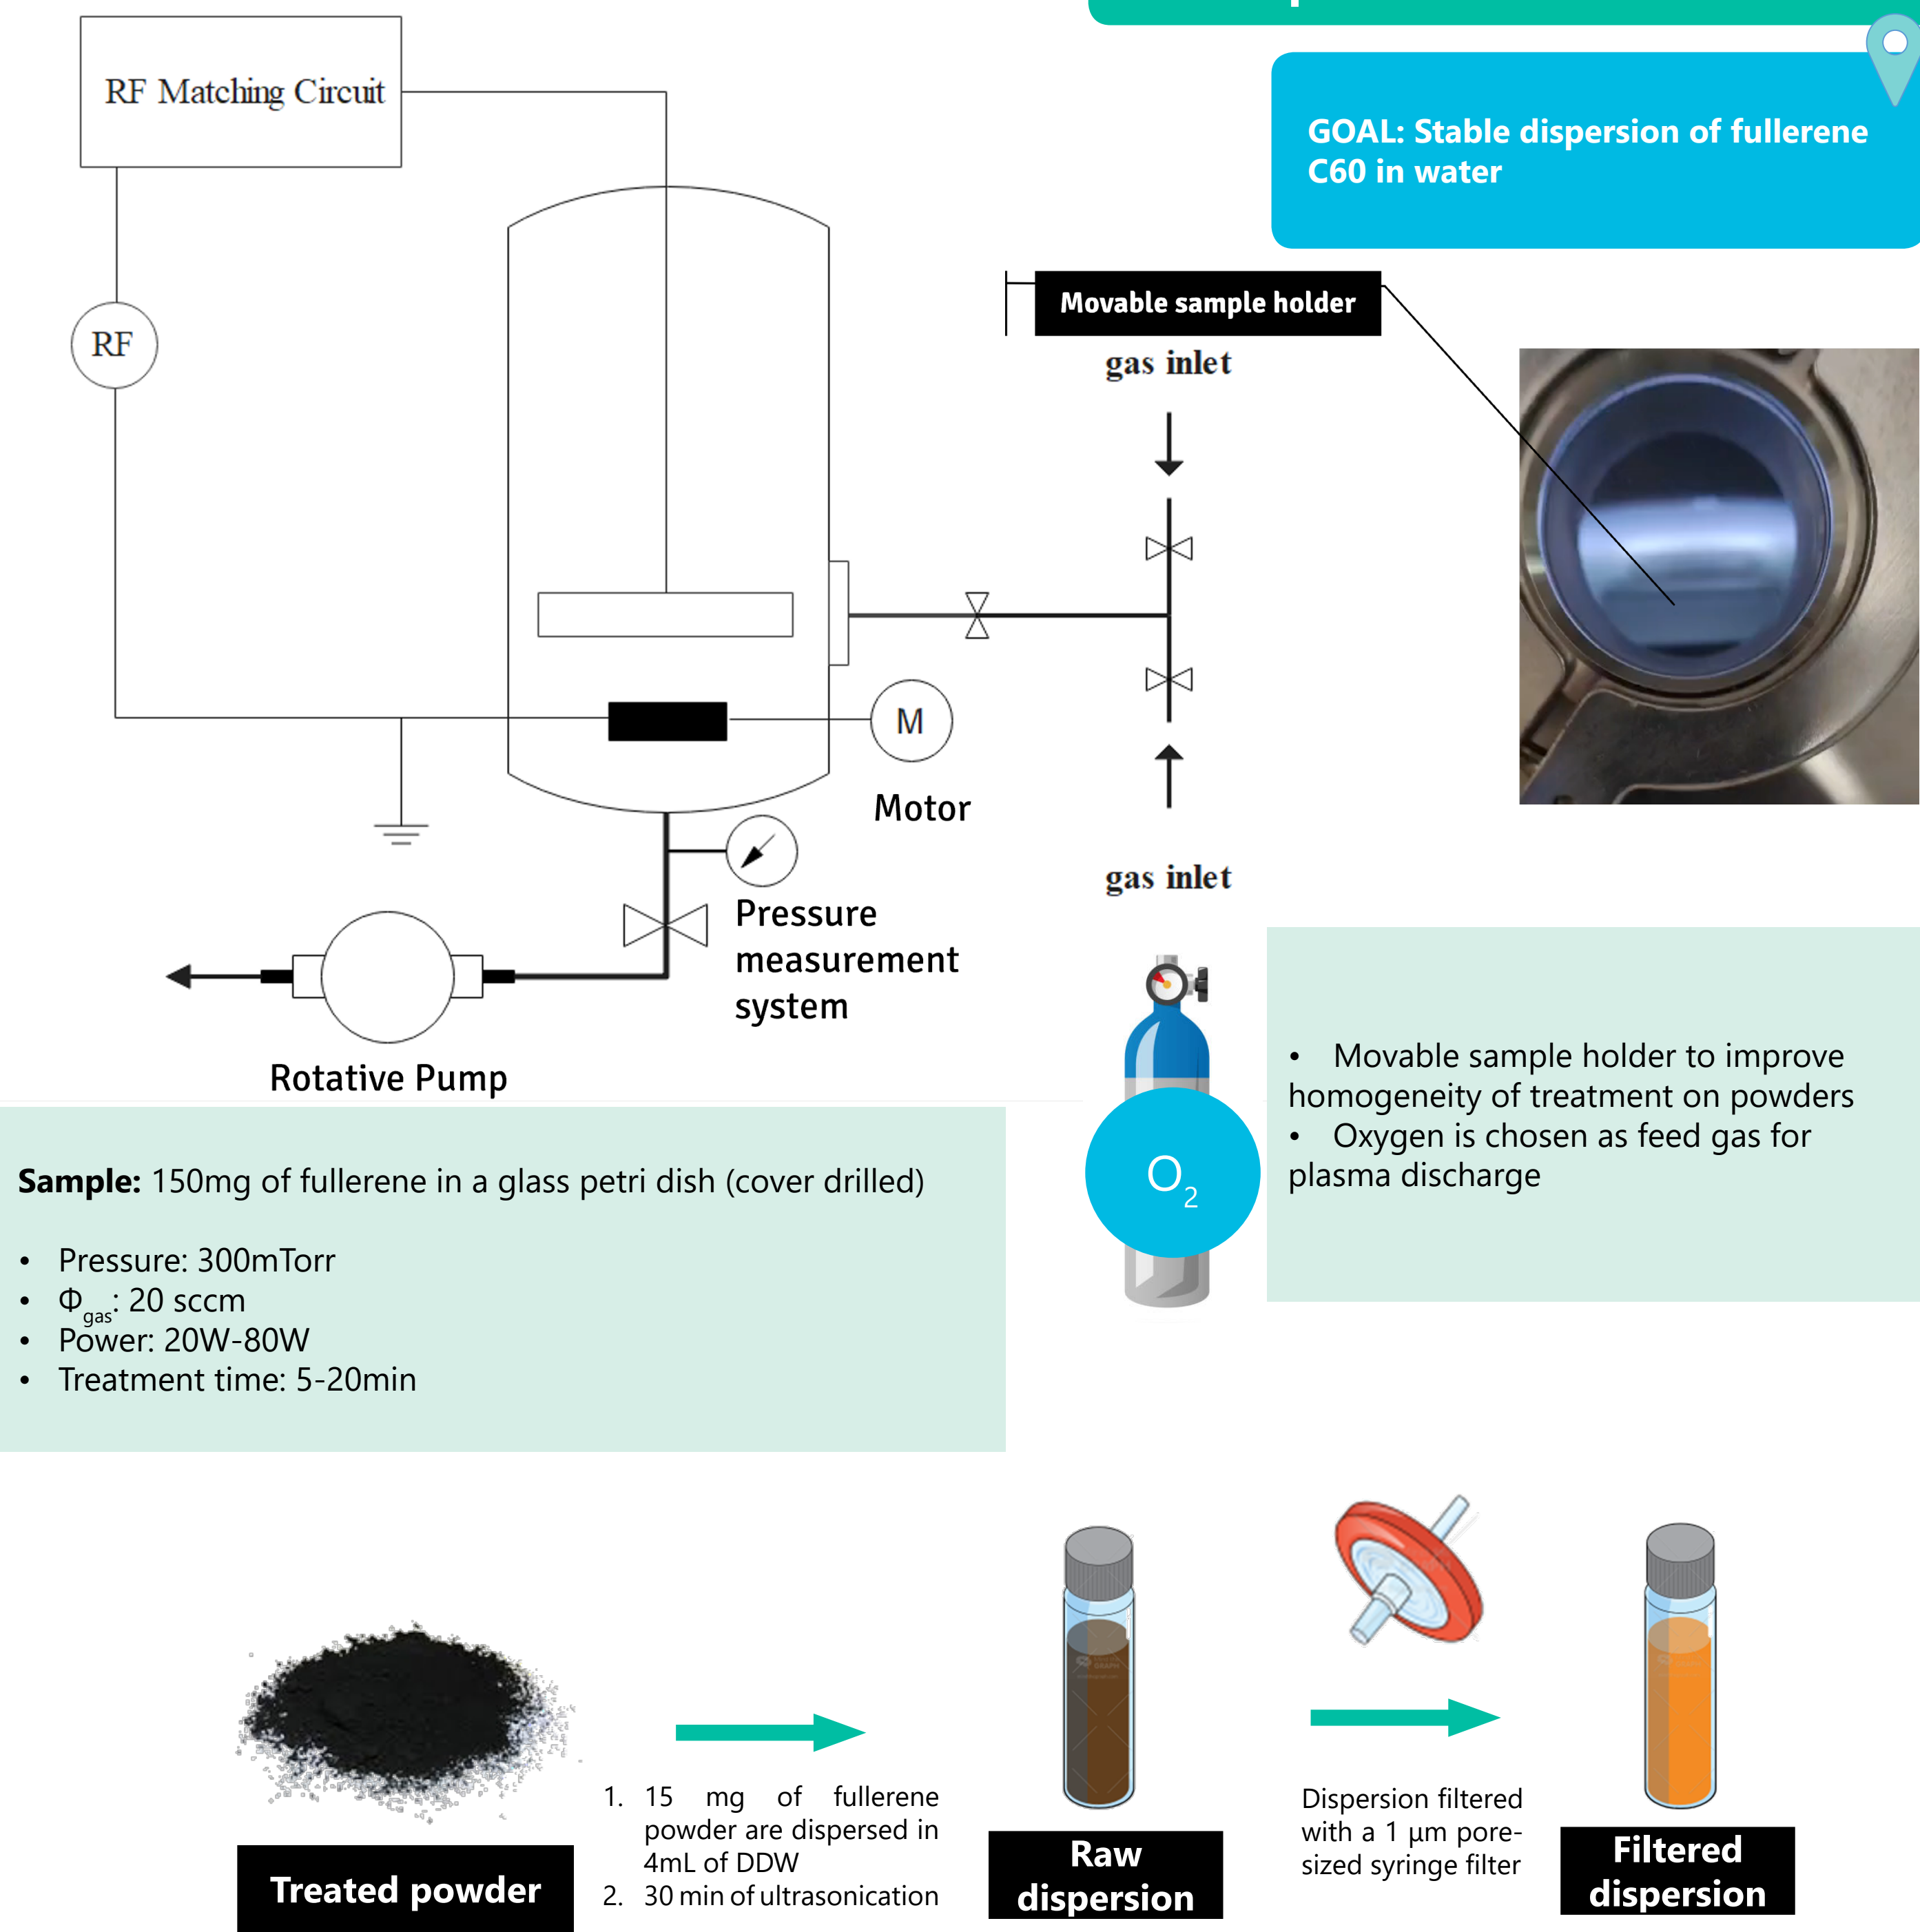 RF Matching Circuit
GOAL: Stable dispersion of fullerene
C60 in water
Movable sample holder
gas inlet
RF
M
Motor
gas inlet
Pressure
measurement
system
Rotative Pump
• Movable sample holder to improve
homogeneity of treatment on powders
• Oxygen is chosen as feed gas for
plasma discharge
O2
Sample: 150mg of fullerene in a glass petri dish (cover drilled)
• Pressure: 300mTorr
• Φgas: 20 sccm
• Power: 20W-80W
• Treatment time: 5-20min
Treated powder
1. 15 mg of fullerene
powder are dispersed in
4mL of DDW
2. 30 min of ultrasonication
Raw
dispersion
Dispersion filtered
with a 1 μm pore-
sized syringe filter
Filtered
dispersion